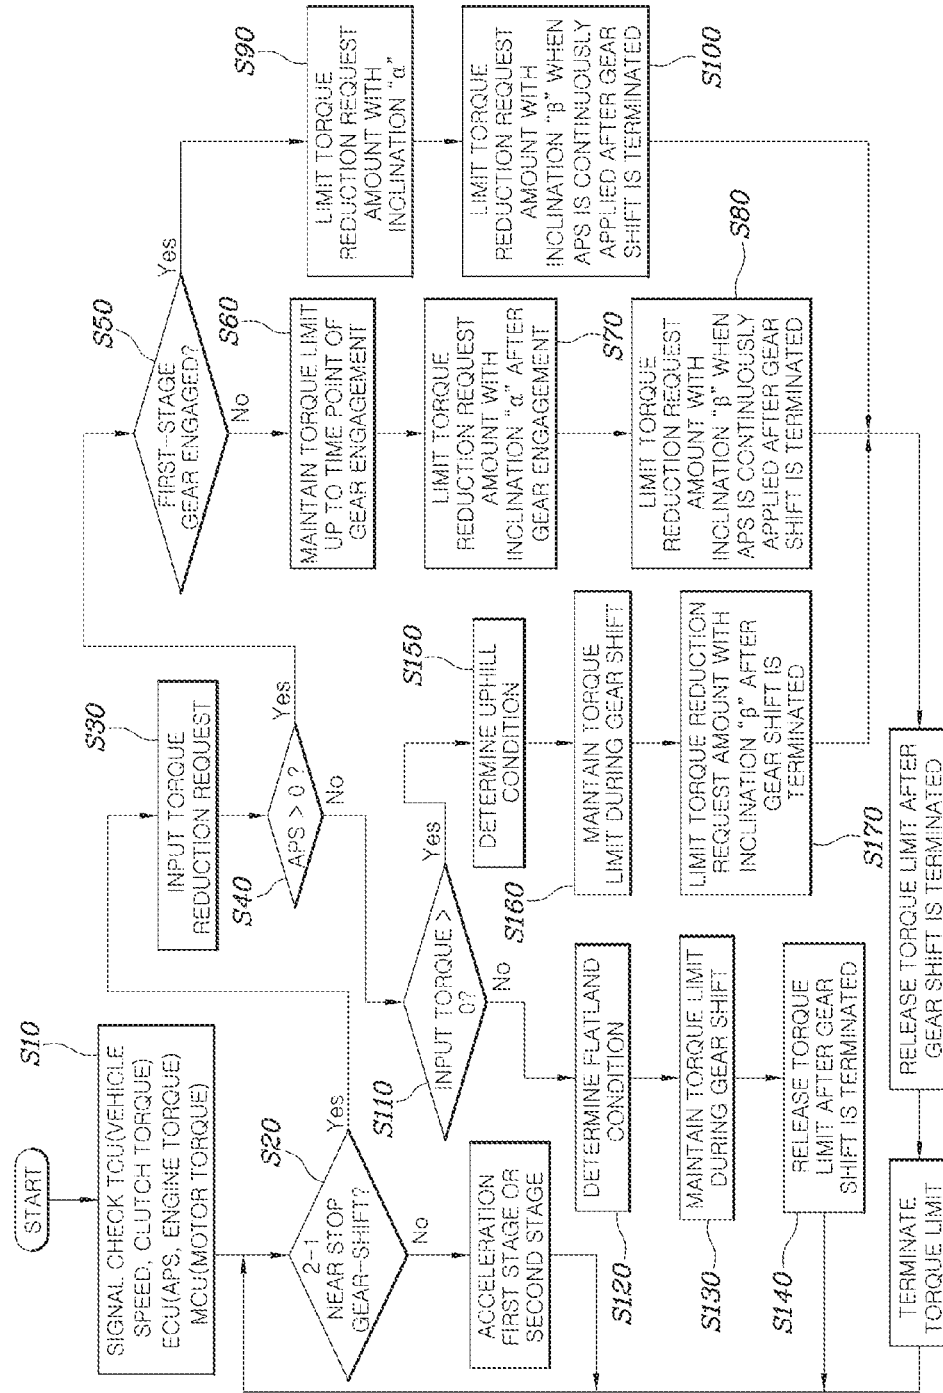 START
S10
SIGNAL CHECK TCU(VEHICLE
SPEED, CLUTCH TORQUE)
ECU(APS, ENGINE TORQUE)
MCU(MOTOR TORQUE)
S20
2-1
NEAR STOP
GEAR-SHIFT?
Yes
No
ACCELERATION
FIRST STAGE OR
SECOND STAGE
S30
INPUT TORQUE
REDUCTION REQUEST
S40
APS > 0 ?
Yes
No
S50
FIRST-STAGE
GEAR ENGAGED?
Yes
No
S60
MAINTAIN TORQUE LIMIT
UP TO TIME POINT OF
GEAR ENGAGEMENT
LIMIT TORQUE
REDUCTION REQUEST
AMOUNT WITH
INCLINATION "α" AFTER
GEAR ENGAGEMENT
S70
LIMIT TORQUE
REDUCTION REQUEST
AMOUNT WITH
INCLINATION "β" WHEN
APS IS CONTINUOUSLY
APPLIED AFTER GEAR
SHIFT IS TERMINATED
S80
S90
LIMIT TORQUE
REDUCTION REQUEST
AMOUNT WITH
INCLINATION "α"
LIMIT TORQUE
REDUCTION REQUEST
AMOUNT WITH
INCLINATION "β" WHEN
APS IS CONTINUOUSLY
APPLIED AFTER GEAR
SHIFT IS TERMINATED
S100
S110
INPUT TORQUE >
0?
Yes
No
S120
DETERMINE FLATLAND
CONDITION
S130
MAINTAIN TORQUE LIMIT
DURING GEAR SHIFT
S140
RELEASE TORQUE
LIMIT AFTER GEAR
SHIFT IS TERMINATED
S150
DETERMINE UPHILL
CONDITION
S160
MAINTAIN TORQUE
LIMIT DURING GEAR SHIFT
LIMIT TORQUE REDUCTION
REQUEST AMOUNT WITH
INCLINATION "β" AFTER
GEAR SHIFT IS
TERMINATED
S170
RELEASE TORQUE LIMIT AFTER
GEAR SHIFT IS TERMINATED
TERMINATE
TORQUE LIMIT